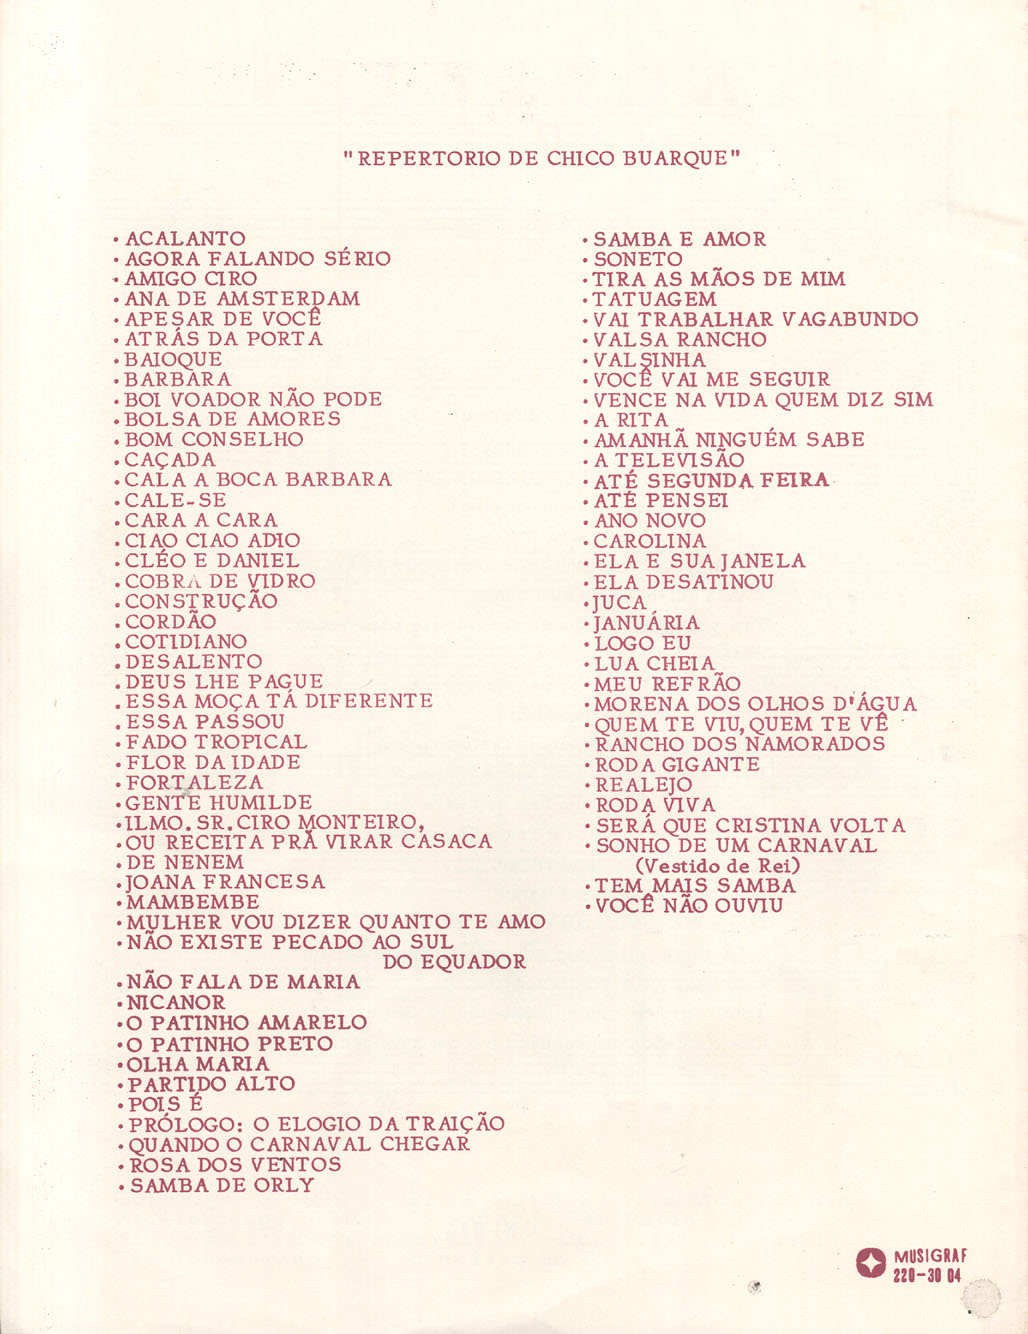 "REPERTORIO DE CHICO BUARQUE"
·ACALANTO
·AGORA FALANDO SÉRIO
·AMIGO CIRO
·ANA DE AMSTERDAM
·APESAR DE VOCÊ
·ATRÁS DA PORTA
·BAIOQUE
·BARBARA
·BOI VOADOR NÃO PODE
·BOLSA DE AMORES
·BOM CONSELHO
·CAÇADA
·CALA A BOCA BARBARA
·CALE-SE
·CARA A CARA
·CIAO CIAO ADIO
·CLÉO E DANIEL
·COBRA DE VIDRO
·CONSTRUÇÃO
·CORDÃO
·COTIDIANO
·DESALENTO
·DEUS LHE PAGUE
·ESSA MOÇA TÁ DIFERENTE
·ESSA PASSOU
·FADO TROPICAL
·FLOR DA IDADE
·FORTALEZA
·GENTE HUMILDE
·ILMO. SR. CIRO MONTEIRO,
·OU RECEITA PRÀ VIRAR CASACA
·DE NENEM
·JOANA FRANCESA
·MAMBEMBE
·MULHER VOU DIZER QUANTO TE AMO
·NÃO EXISTE PECADO AO SUL
DO EQUADOR
·NÃO FALA DE MARIA
·NICANOR
·O PATINHO AMARELO
·O PATINHO PRETO
·OLHA MARIA
·PARTIDO ALTO
·POIS É
·PRÓLOGO: O ELOGIO DA TRAIÇÃO
·QUANDO O CARNAVAL CHEGAR
·ROSA DOS VENTOS
·SAMBA DE ORLY
·SAMBA E AMOR
·SONETO
·TIRA AS MÃOS DE MIM
·TATUAGEM
·VAI TRABALHAR VAGABUNDO
·VALSA RANCHO
·VALSINHA
·VOCÊ VAI ME SEGUIR
·VENCE NA VIDA QUEM DIZ SIM
·A RITA
·AMANHÃ NINGUÉM SABE
·A TELEVISÃO
·ATÉ SEGUNDA FEIRA
·ATÉ PENSEI
·ANO NOVO
·CAROLINA
·ELA E SUA JANELA
·ELA DESATINOU
·JUCA
·JANUÁRIA
·LOGO EU
·LUA CHEIA
·MEU REFRÃO
·MORENA DOS OLHOS D'ÁGUA
·QUEM TE VIU, QUEM TE VÊ
·RANCHO DOS NAMORADOS
·RODA GIGANTE
·REALEJO
·RODA VIVA
·SERÁ QUE CRISTINA VOLTA
·SONHO DE UM CARNAVAL
(Vestido de Rei)
·TEM MAIS SAMBA
·VOCÊ NÃO OUVIU
MUSIGRAF
220-30 04